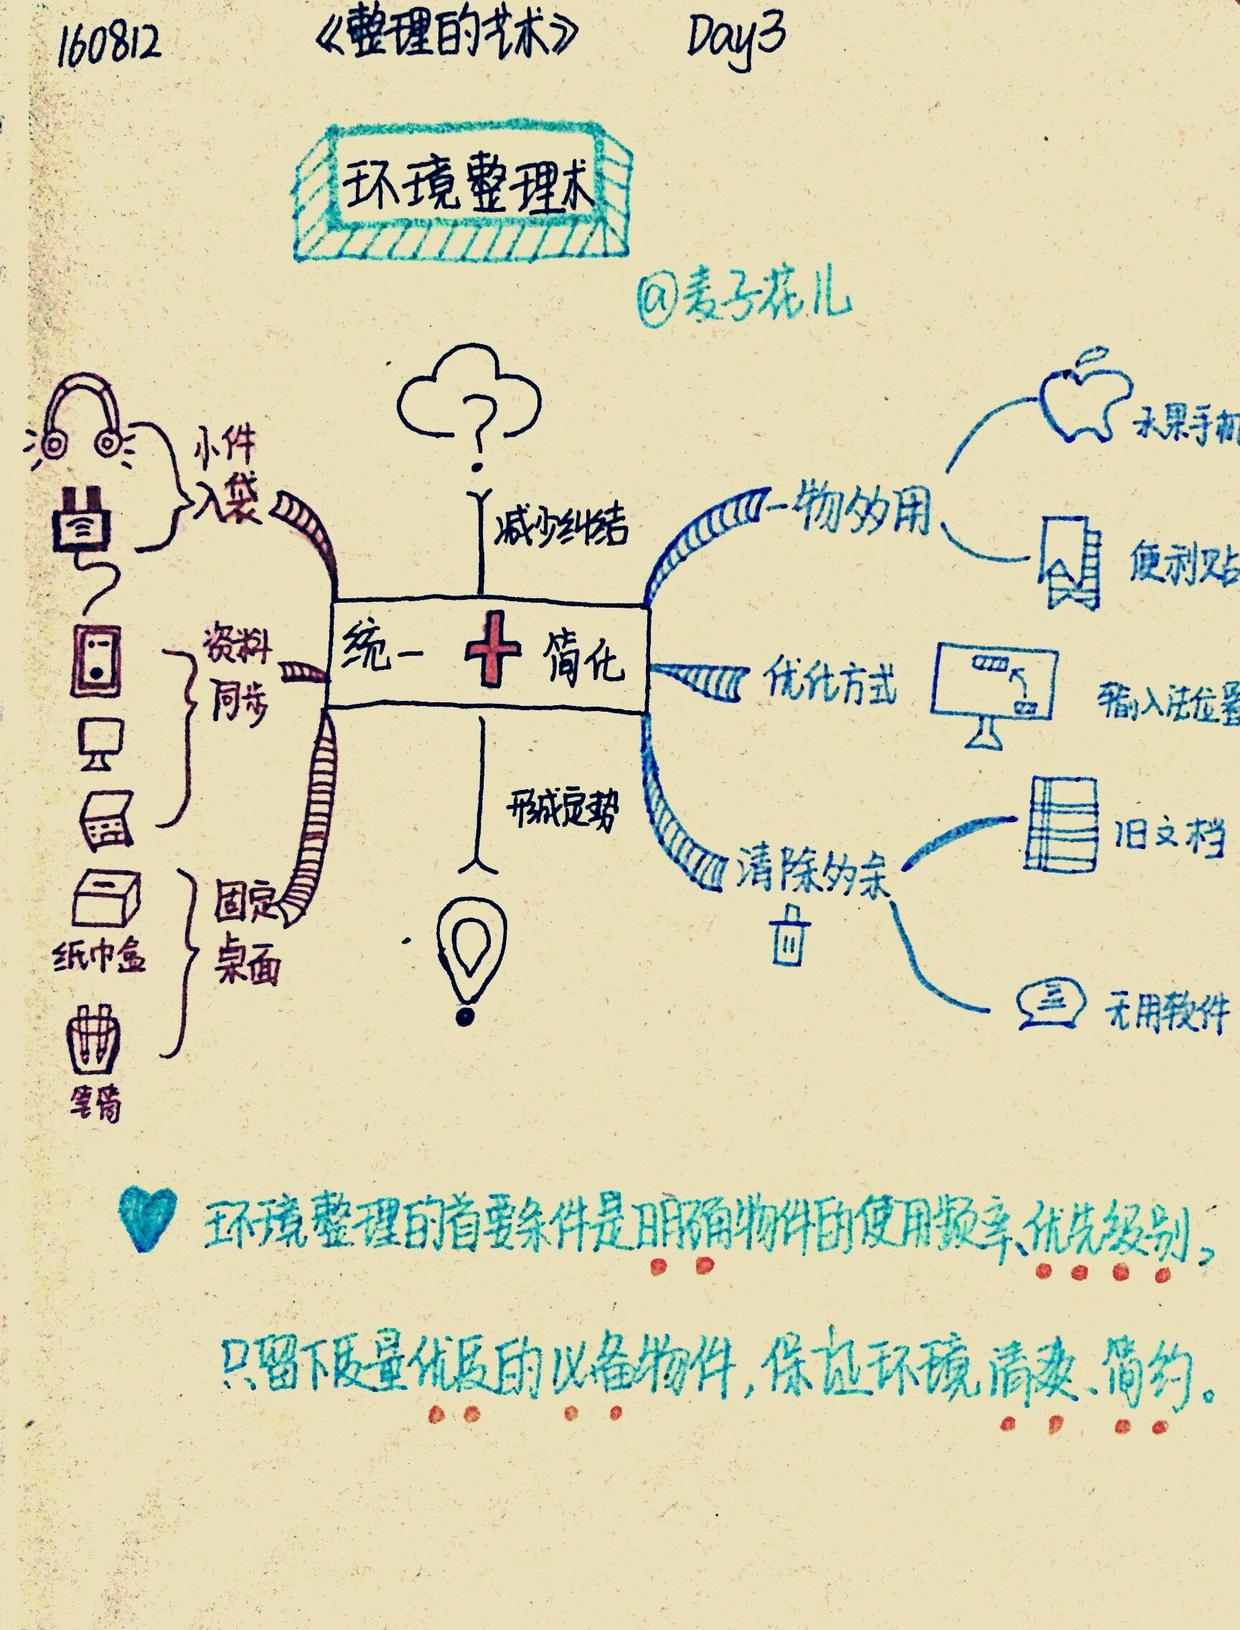 160812 《整理的艺术》 Day3
环境整理术
@麦子花儿
小件
入袋
资料
同步
固定
桌面
纸巾盒
笔筒
减少纠结
统一 + 简化
形成定势
一物多用
水果手机
便利贴
优化方式
输入法位置
清除多余
旧文档
无用软件
环境整理的首要条件是明确物件的使用频率、优先级别,
只留下质量优质的必备物件,保证环境清爽、简约。